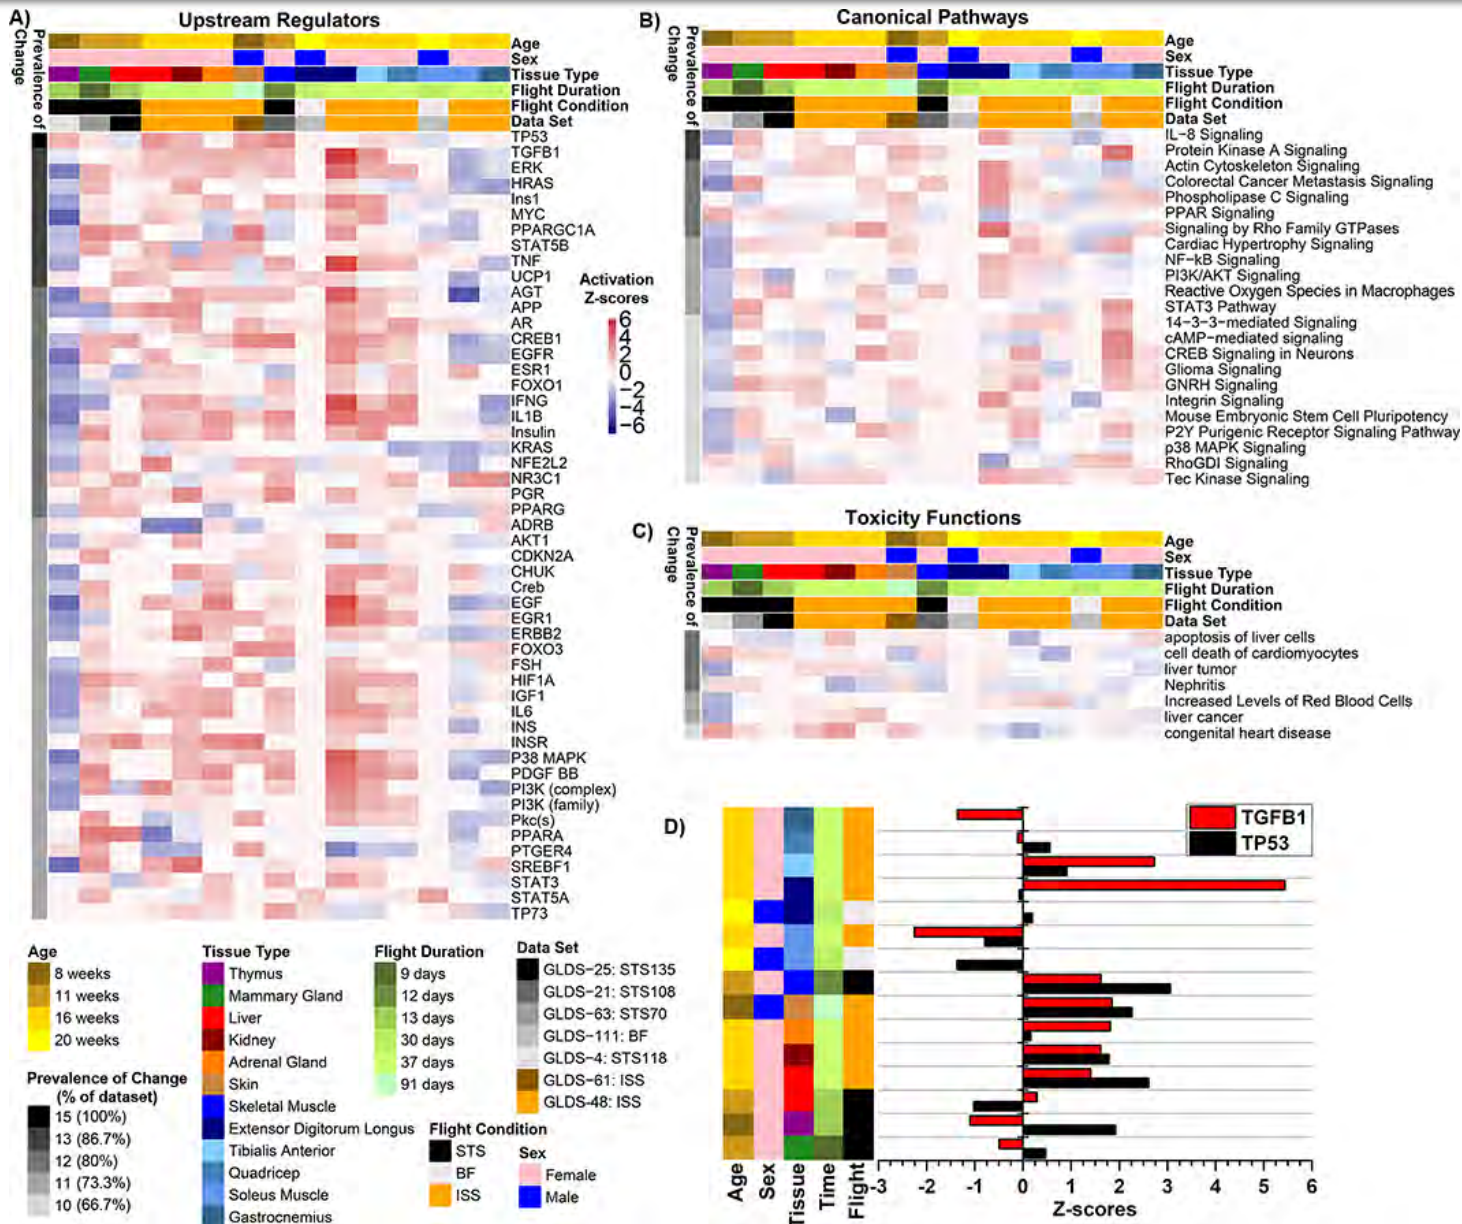 A)
Upstream Regulators
Prevalence of Change
Age
Sex
Tissue Type
Flight Duration
Flight Condition
Data Set
TP53
TGFB1
ERK
HRAS
Ins1
MYC
PPARGC1A
STAT5B
TNF
UCP1
AGT
APP
AR
CREB1
EGFR
ESR1
FOXO1
IFNG
IL1B
Insulin
KRAS
NFE2L2
NR3C1
PGR
PPARG
ADRB
AKT1
CDKN2A
CHUK
Creb
EGF
EGR1
ERBB2
FOXO3
FSH
HIF1A
IGF1
IL6
INS
INSR
P38 MAPK
PDGF BB
PI3K (complex)
PI3K (family)
Pkc(s)
PPARA
PTGER4
SREBF1
STAT3
STAT5A
TP73
Activation
Z-scores
6
4
2
0
−2
−4
−6
B)
Canonical Pathways
Prevalence of Change
Age
Sex
Tissue Type
Flight Duration
Flight Condition
Data Set
IL−8 Signaling
Protein Kinase A Signaling
Actin Cytoskeleton Signaling
Colorectal Cancer Metastasis Signaling
Phospholipase C Signaling
PPAR Signaling
Signaling by Rho Family GTPases
Cardiac Hypertrophy Signaling
NF−kB Signaling
PI3K/AKT Signaling
Reactive Oxygen Species in Macrophages
STAT3 Pathway
14−3−3−mediated Signaling
cAMP−mediated signaling
CREB Signaling in Neurons
Glioma Signaling
GNRH Signaling
Integrin Signaling
Mouse Embryonic Stem Cell Pluripotency
P2Y Purigenic Receptor Signaling Pathway
p38 MAPK Signaling
RhoGDI Signaling
Tec Kinase Signaling
C)
Toxicity Functions
Prevalence of Change
Age
Sex
Tissue Type
Flight Duration
Flight Condition
Data Set
apoptosis of liver cells
cell death of cardiomyocytes
liver tumor
Nephritis
Increased Levels of Red Blood Cells
liver cancer
congenital heart disease
D)
TGFB1
TP53
Age
Sex
Tissue
Time
Flight
-3 -2 -1 0 1 2 3 4 5 6
Z-scores
Age
8 weeks
11 weeks
16 weeks
20 weeks
Prevalence of Change
(% of dataset)
15 (100%)
13 (86.7%)
12 (80%)
11 (73.3%)
10 (66.7%)
Tissue Type
Thymus
Mammary Gland
Liver
Kidney
Adrenal Gland
Skin
Skeletal Muscle
Extensor Digitorum Longus
Tibialis Anterior
Quadricep
Soleus Muscle
Gastrocnemius
Flight Duration
9 days
12 days
13 days
30 days
37 days
91 days
Flight Condition
STS
BF
ISS
Data Set
GLDS−25: STS135
GLDS−21: STS108
GLDS−63: STS70
GLDS−111: BF
GLDS−4: STS118
GLDS−61: ISS
GLDS-48: ISS
Sex
Female
Male